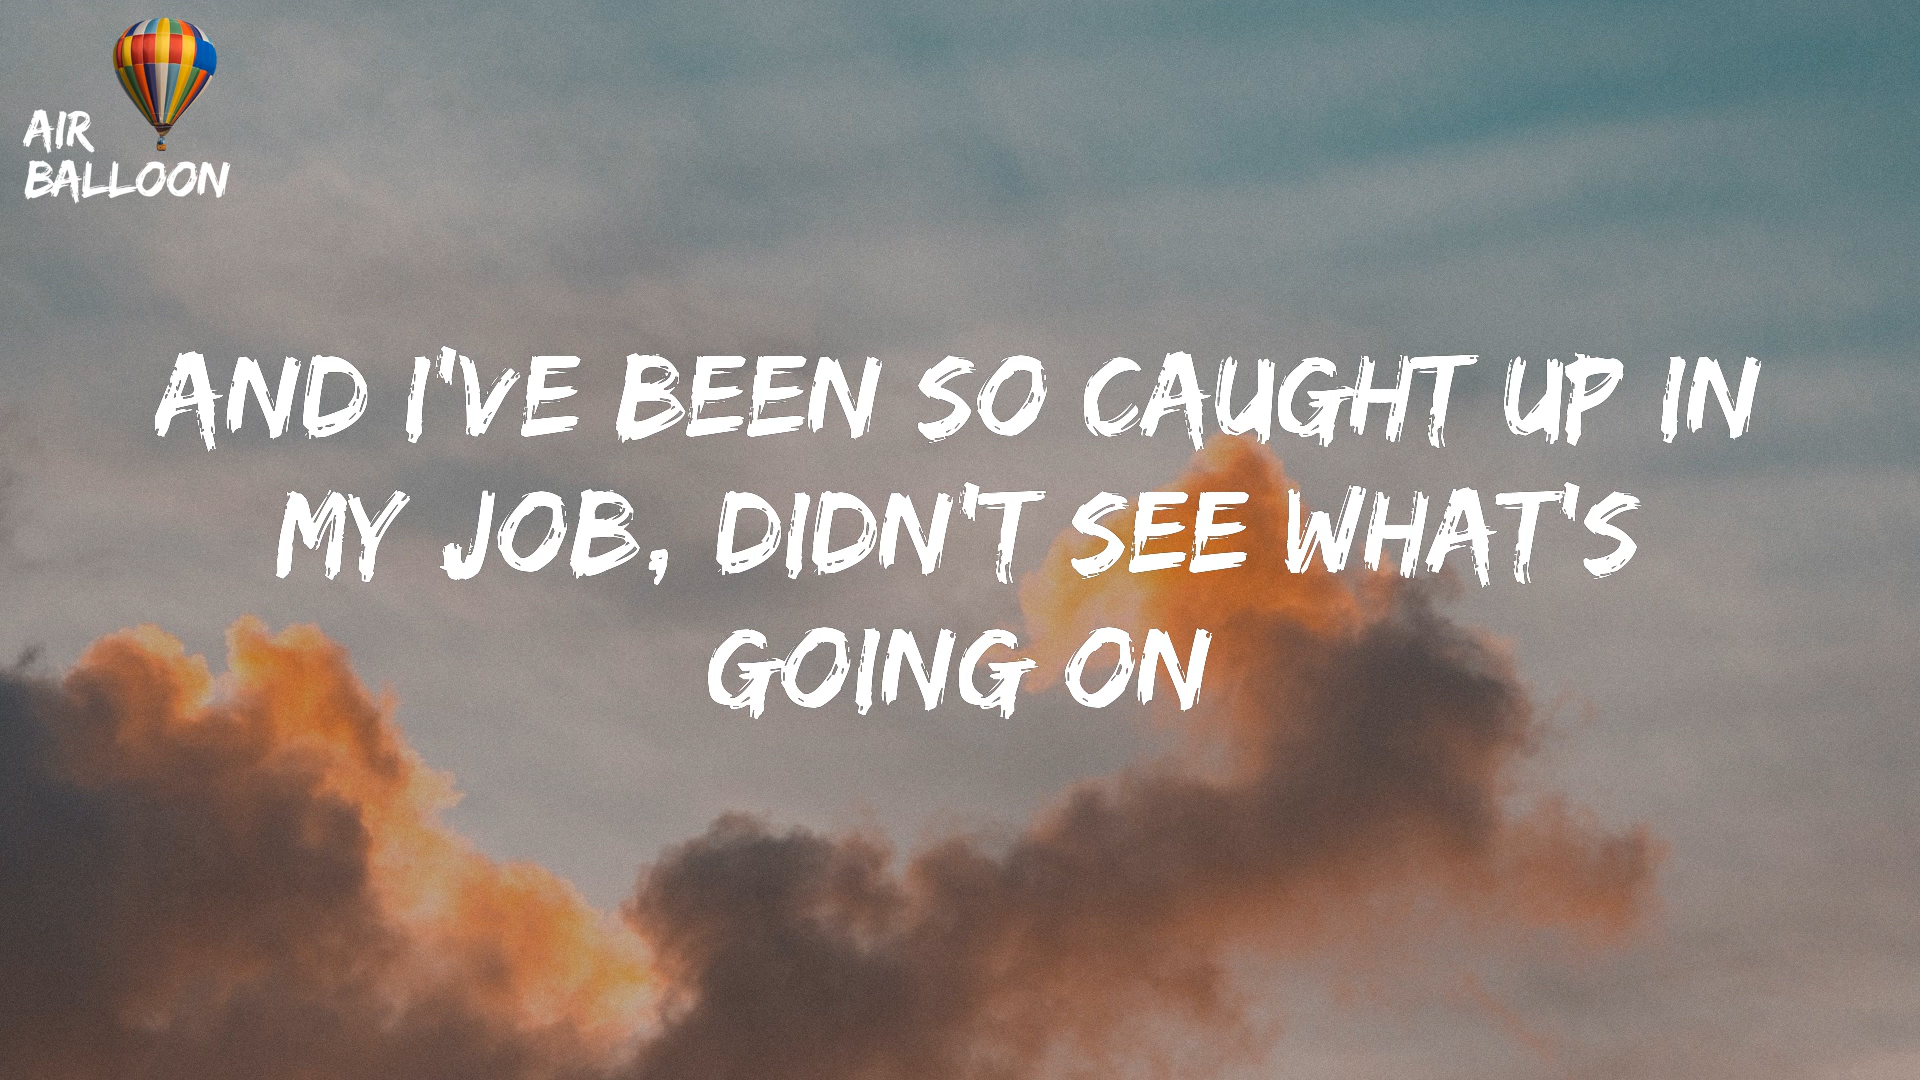 AIR
BALLOON
AND I'VE BEEN SO CAUGHT UP IN
MY JOB, DIDN'T SEE WHAT'S
GOING ON